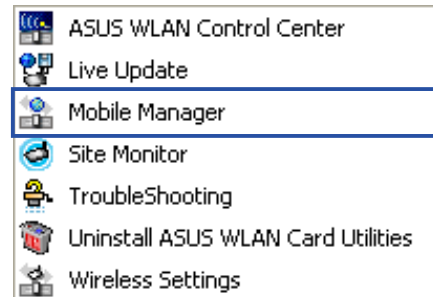 ASUS WLAN Control Center
Live Update
Mobile Manager
Site Monitor
TroubleShooting
Uninstall ASUS WLAN Card Utilities
Wireless Settings